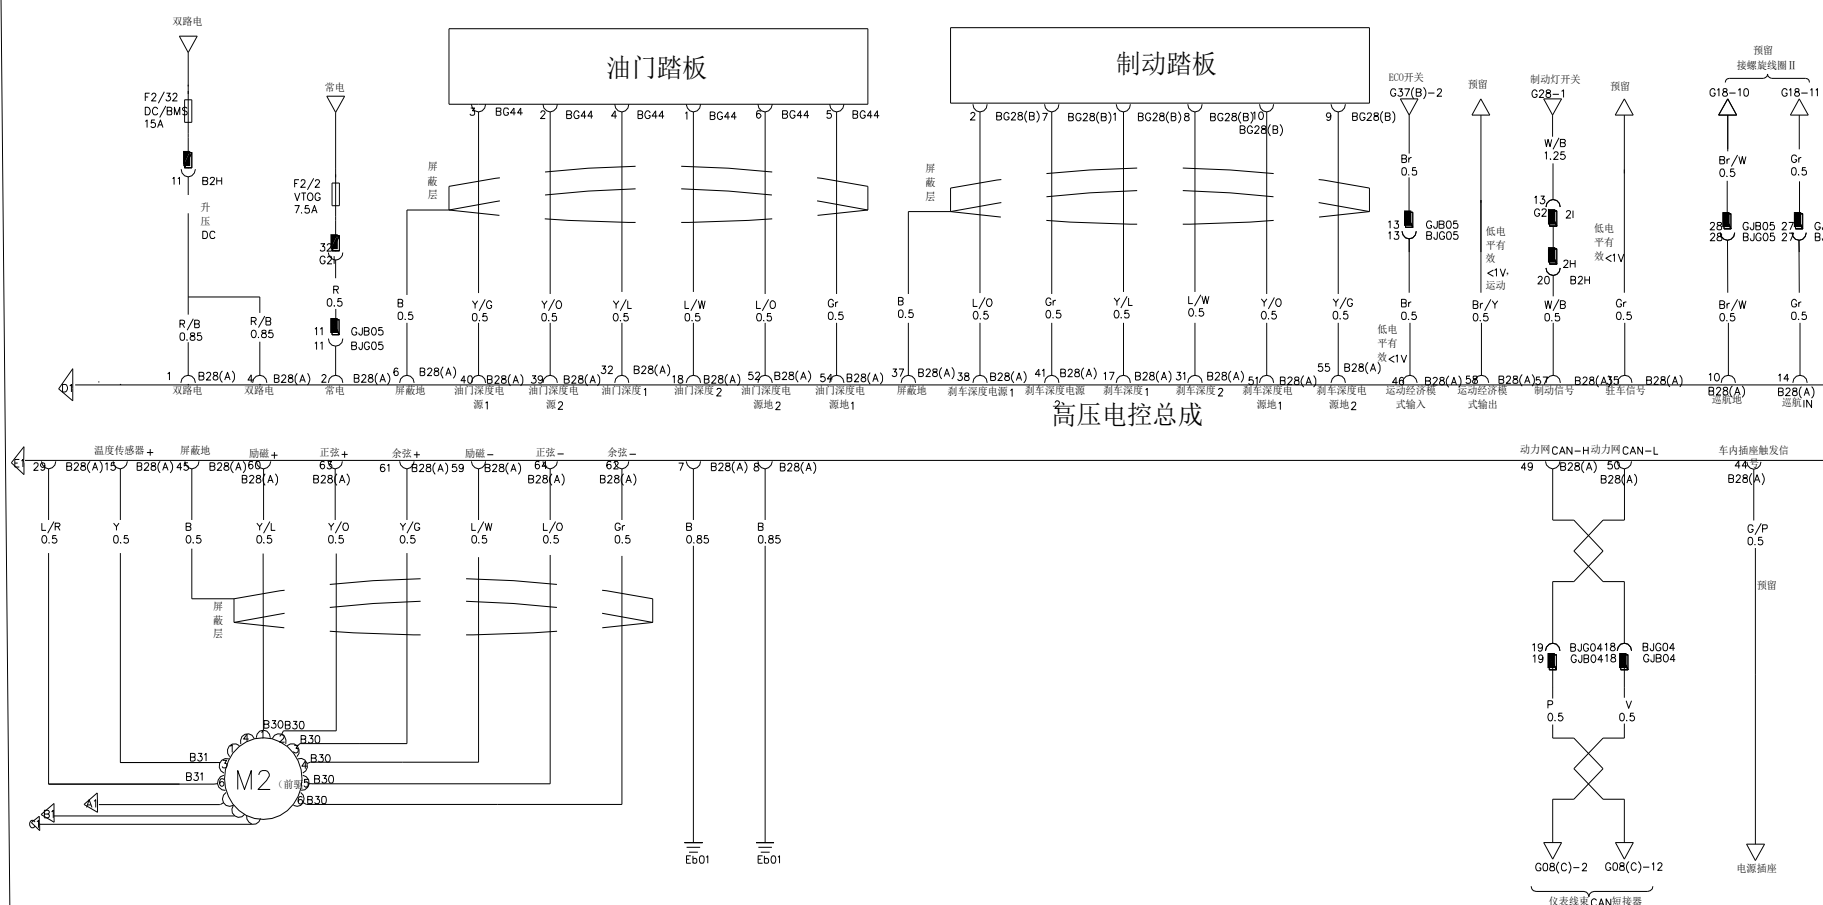 双路电
F2/32
DC/BMS
15A
11 B2H
升
压
DC
R/B
0.85
R/B
0.85
常电
F2/2
VTOG
7.5A
32
G2I
R
0.5
11 GJB05
11 BJG05
油门踏板
3 BG44
2 BG44
4 BG44
1 BG44
6 BG44
5 BG44
屏
蔽
层
B
0.5
Y/G
0.5
Y/O
0.5
Y/L
0.5
L/W
0.5
L/O
0.5
Gr
0.5
制动踏板
2 BG28(B)
7 BG28(B)
1 BG28(B)
8 BG28(B)
10
BG28(B)
9 BG28(B)
屏
蔽
层
B
0.5
L/O
0.5
Gr
0.5
Y/L
0.5
L/W
0.5
Y/O
0.5
Y/G
0.5
ECO开关
G37(B)-2
Br
0.5
13 GJB05
13 BJG05
Br
0.5
低电
平有
效<1V
预留
低电
平有
效
<1V,
运动
Br/Y
0.5
制动灯开关
G28-1
W/B
1.25
13
G2
2I
2H
20 B2H
W/B
0.5
预留
低电
平有
效<1V
Gr
0.5
预留
接螺旋线圈II
G18-10
G18-11
Br/W
0.5
Gr
0.5
28 GJB05
28 BJG05
27
27
Br/W
0.5
Gr
0.5
D1
1 B28(A)
双路电
4 B28(A)
双路电
2 B28(A)
常电
6 B28(A)
屏蔽地
40 B28(A)
油门深度电
源1
39 B28(A)
油门深度电
源2
32 B28(A)
油门深度1
18 B28(A)
油门深度2
52 B28(A)
油门深度电
源地2
54 B28(A)
油门深度电
源地1
37 B28(A)
屏蔽地
38 B28(A)
刹车深度电源1
41 B28(A)
刹车深度电源
2
17 B28(A)
刹车深度1
31 B28(A)
刹车深度2
51 B28(A)
刹车深度电
源地1
55
B28(A)
刹车深度电
源地2
46 B28(A)
运动经济模
式输入
58 B28(A)
运动经济模
式输出
57 B28(A)
制动信号
35 B28(A)
驻车信号
10
B28(A)
巡航地
14
B28(A)
巡航IN
高压电控总成
E1
29 B28(A)
温度传感器+
15 B28(A)
屏蔽地
45 B28(A)
励磁+
60
B28(A)
正弦+
63
B28(A)
余弦+
61 B28(A)
励磁-
59 B28(A)
正弦-
64
B28(A)
余弦-
62
B28(A)
7 B28(A)
8 B28(A)
动力网CAN-H
49 B28(A)
动力网CAN-L
50
B28(A)
车内插座触发信
号
44
B28(A)
L/R
0.5
Y
0.5
B
0.5
Y/L
0.5
Y/O
0.5
Y/G
0.5
L/W
0.5
L/O
0.5
Gr
0.5
B
0.85
B
0.85
G/P
0.5
预留
屏
蔽
层
19 BJG04
19 GJB04
18 BJG04
18 GJB04
P
0.5
V
0.5
B30
B30
B30
B30
B30
B30
B31
B31
1
2
3
4
5
6
4
1
3
6
M2
(前驱
A1
B1
C1
Eb01
Eb01
G08(C)-2
G08(C)-12
电源插座
仪表线束CAN短接器